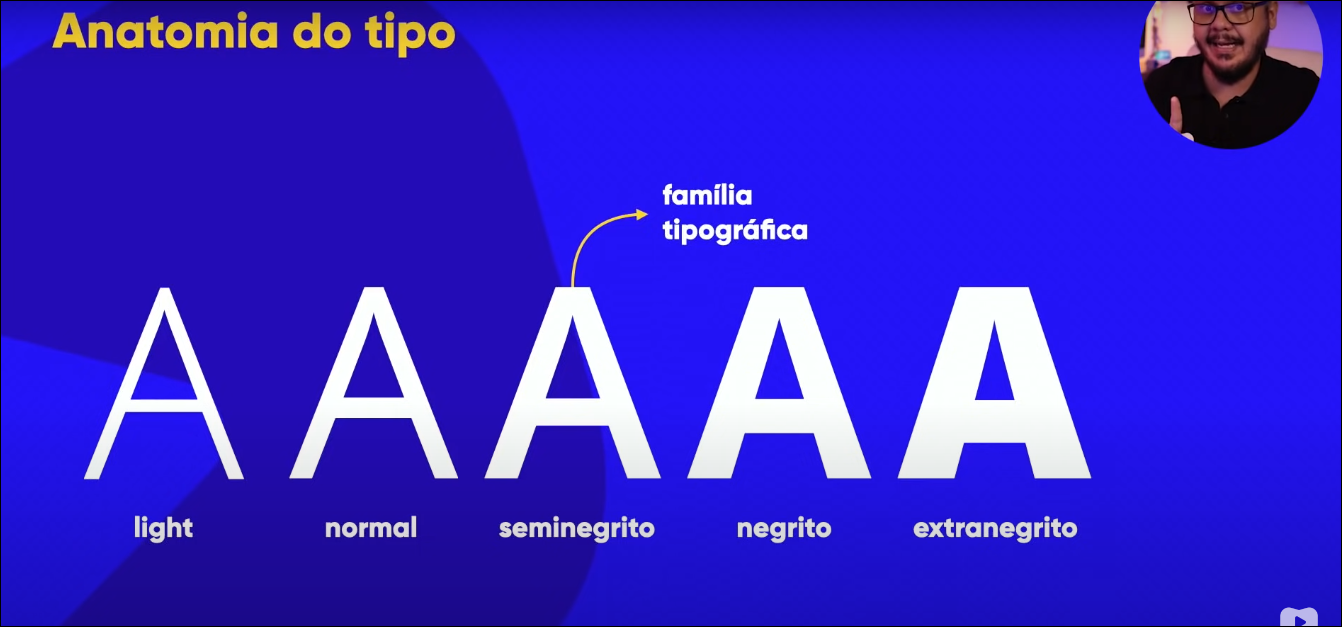 Anatomia do tipo
família
tipográfica
A A A A A
light normal seminegrito negrito extranegrito